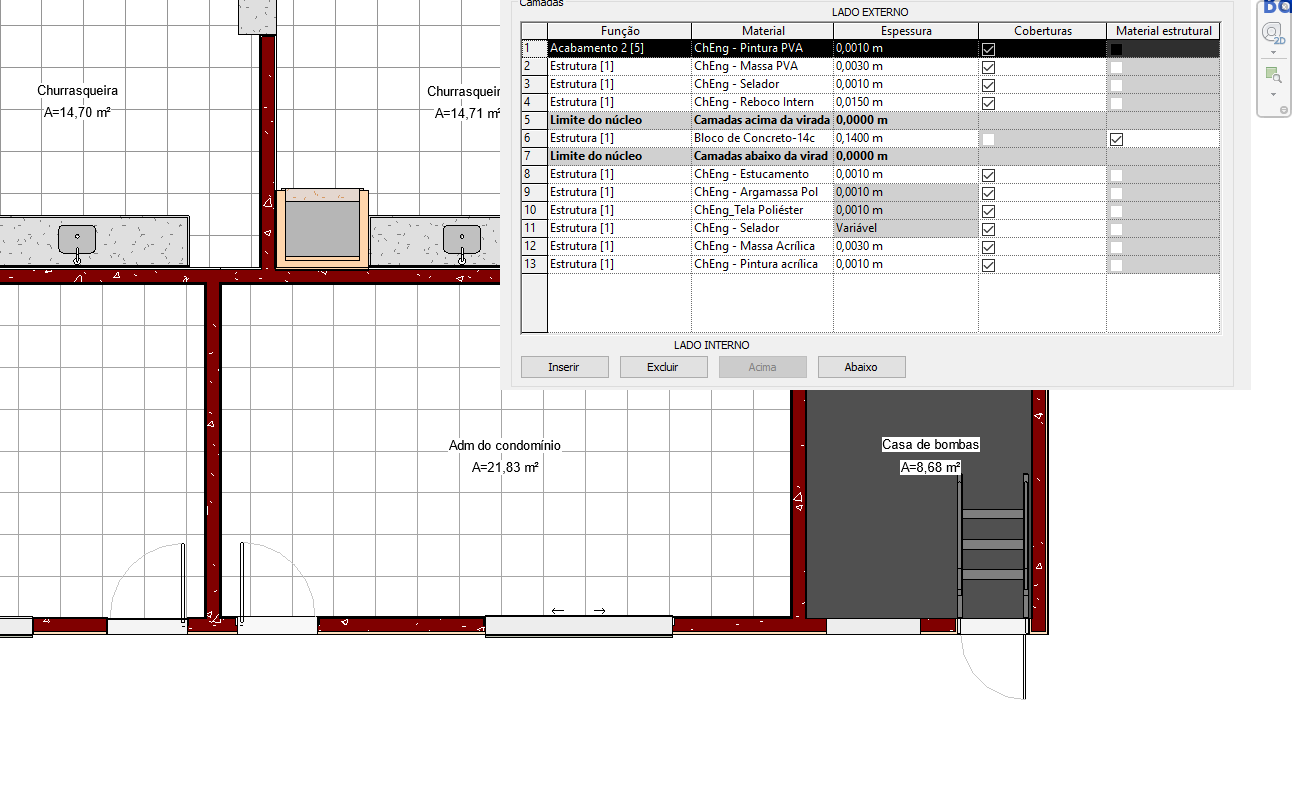 Camadas
LADO EXTERNO
Função Material Espessura Coberturas Material estrutural
1 Acabamento 2 [5] ChEng - Pintura PVA 0,0010 m
2 Estrutura [1] ChEng - Massa PVA 0,0030 m
3 Estrutura [1] ChEng - Selador 0,0010 m
4 Estrutura [1] ChEng - Reboco Intern 0,0150 m
5 Limite do núcleo Camadas acima da virada 0,0000 m
6 Estrutura [1] Bloco de Concreto-14c 0,1400 m
7 Limite do núcleo Camadas abaixo da virad 0,0000 m
8 Estrutura [1] ChEng - Estucamento 0,0010 m
9 Estrutura [1] ChEng - Argamassa Pol 0,0010 m
10 Estrutura [1] ChEng_Tela Poliéster 0,0010 m
11 Estrutura [1] ChEng - Selador Variável
12 Estrutura [1] ChEng - Massa Acrílica 0,0030 m
13 Estrutura [1] ChEng - Pintura acrílica 0,0010 m
LADO INTERNO
Inserir Excluir Acima Abaixo
2D
Churrasqueira
A=14,70 m²
Churrasqueir
A=14,71 m²
Adm do condomínio
A=21,83 m²
Casa de bombas
A=8,68 m²